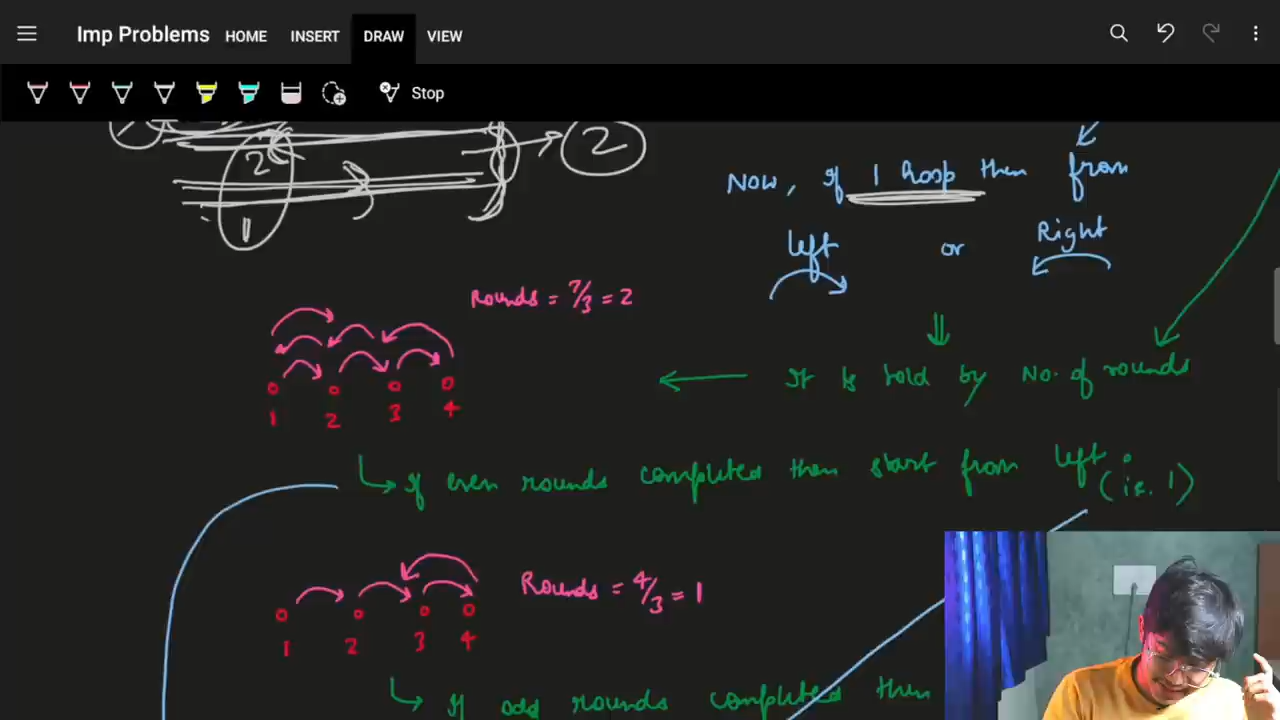 Imp Problems HOME INSERT DRAW VIEW
Stop
2
2
1
Now, if 1 Hoop then from
left or Right
Rounds = 7/3 = 2
It is told by No. of rounds
1 2 3 4
If even rounds completed then start from left (i.e. 1)
Rounds = 4/3 = 1
1 2 3 4
If odd rounds completed then